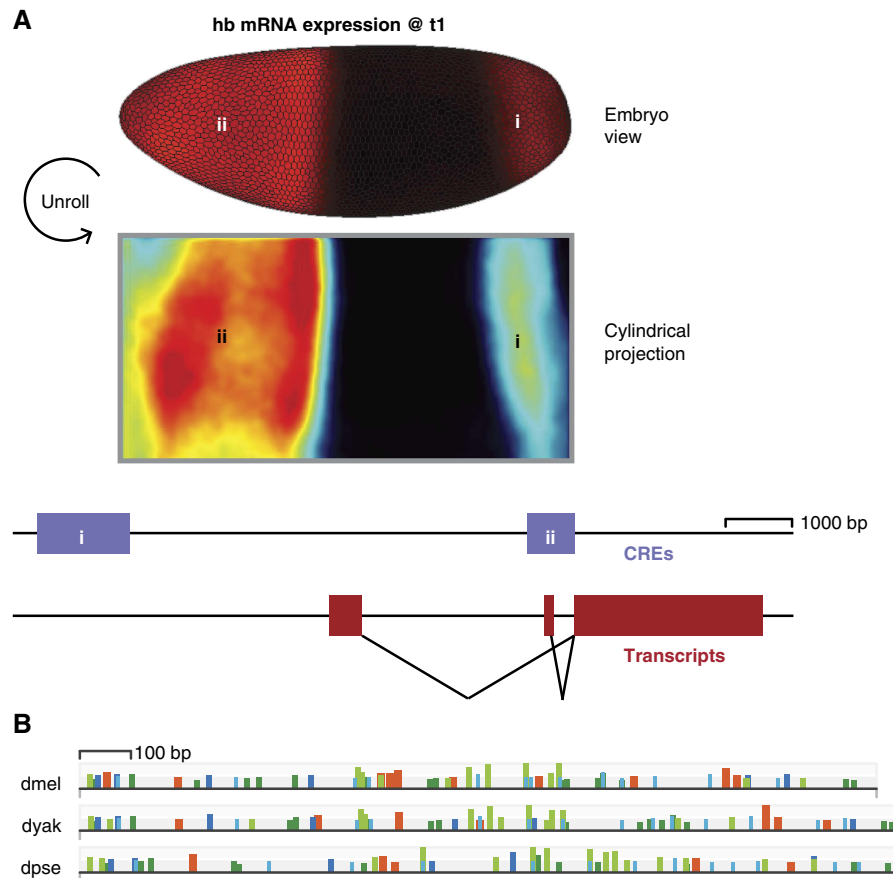 A
hb mRNA expression @ t1
ii
i
Embryo
view
Unroll
ii
i
Cylindrical
projection
i
ii
1000 bp
CREs
Transcripts
B
100 bp
dmel
dyak
dpse